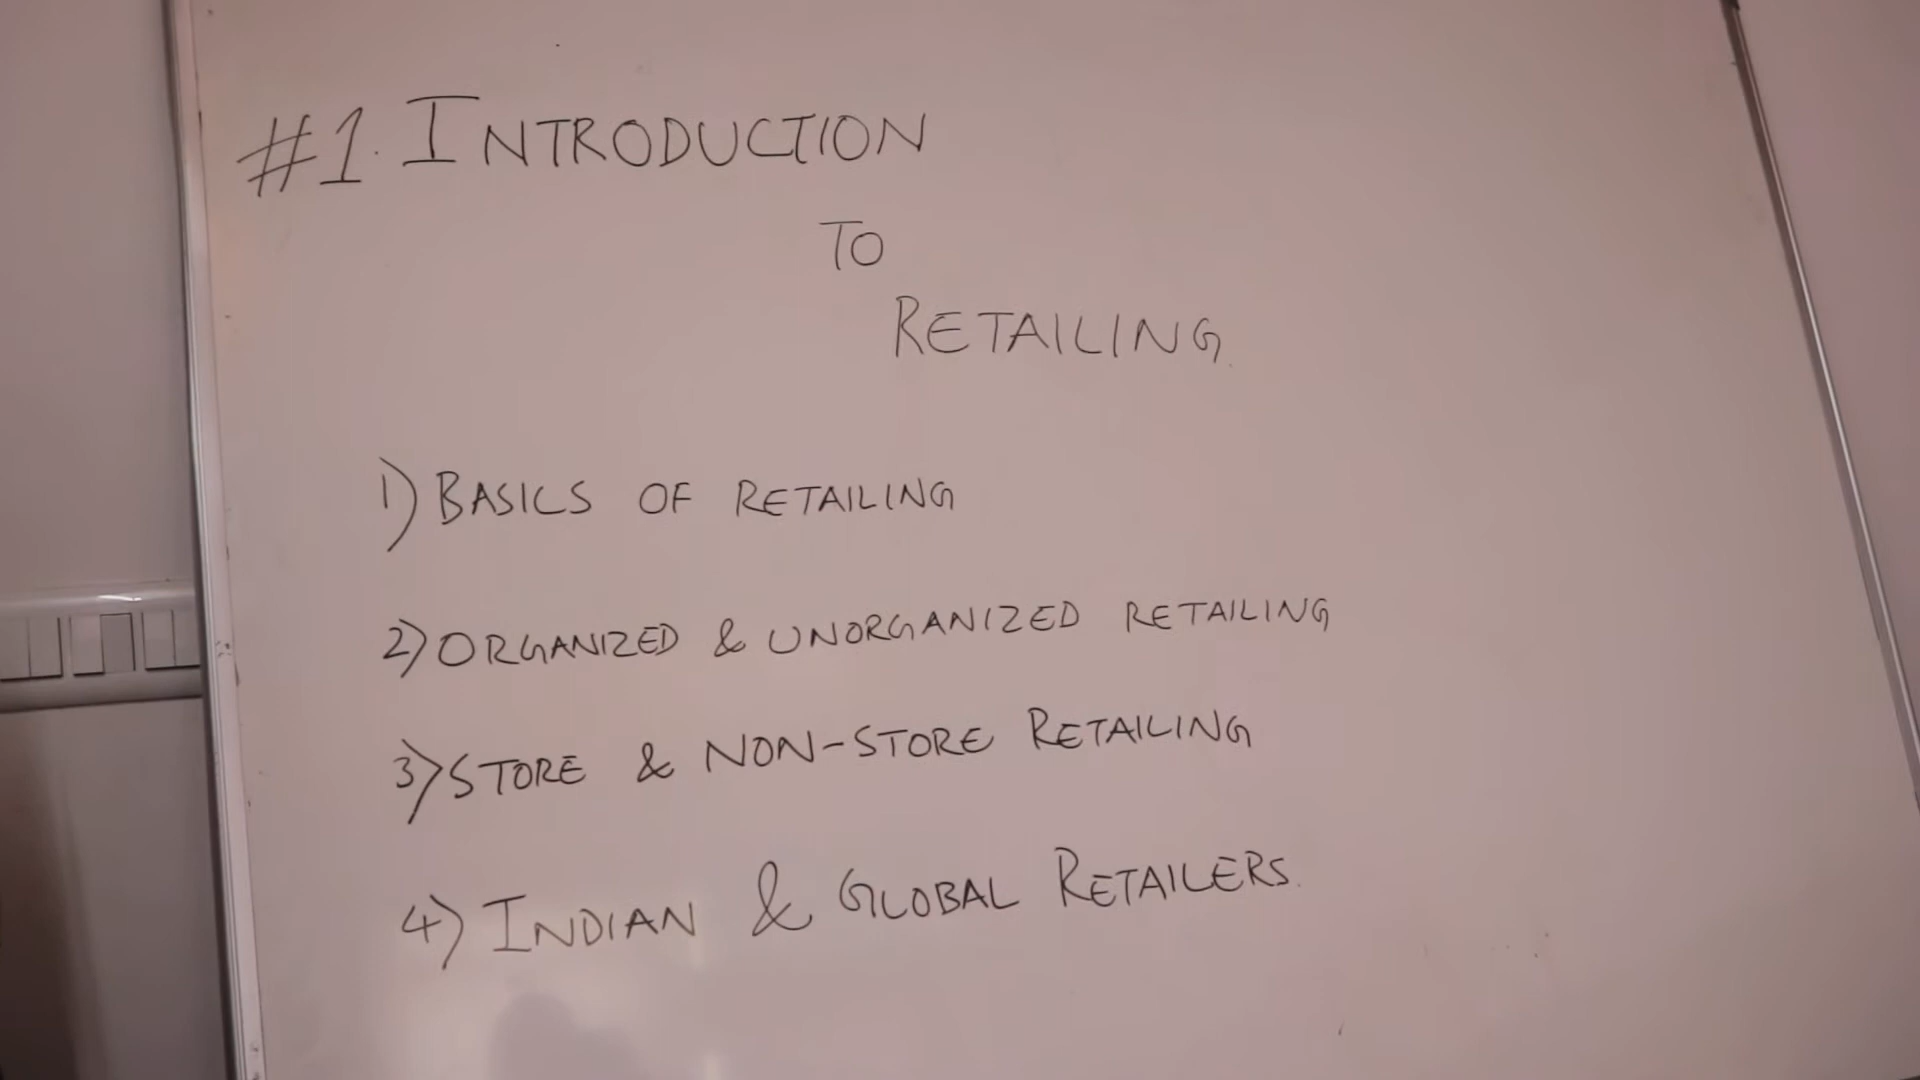 #1. INTRODUCTION
TO
RETAILING
1) BASICS OF RETAILING
2) ORGANIZED & UNORGANIZED RETAILING
3) STORE & NON-STORE RETAILING
4) INDIAN & GLOBAL RETAILERS.